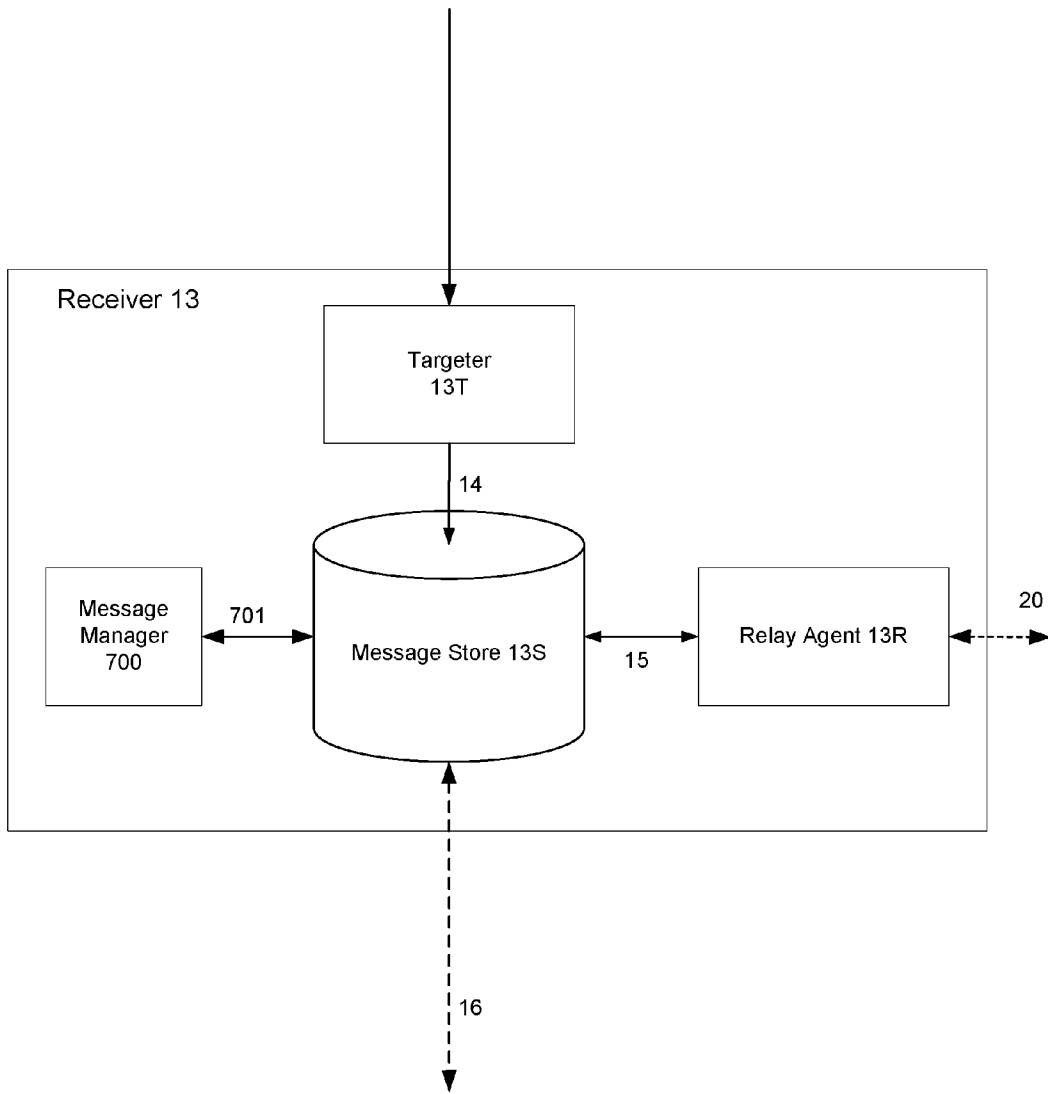 Receiver 13
Targeter
13T
14
Message
Manager
700
701
Message Store 13S
15
Relay Agent 13R
20
16